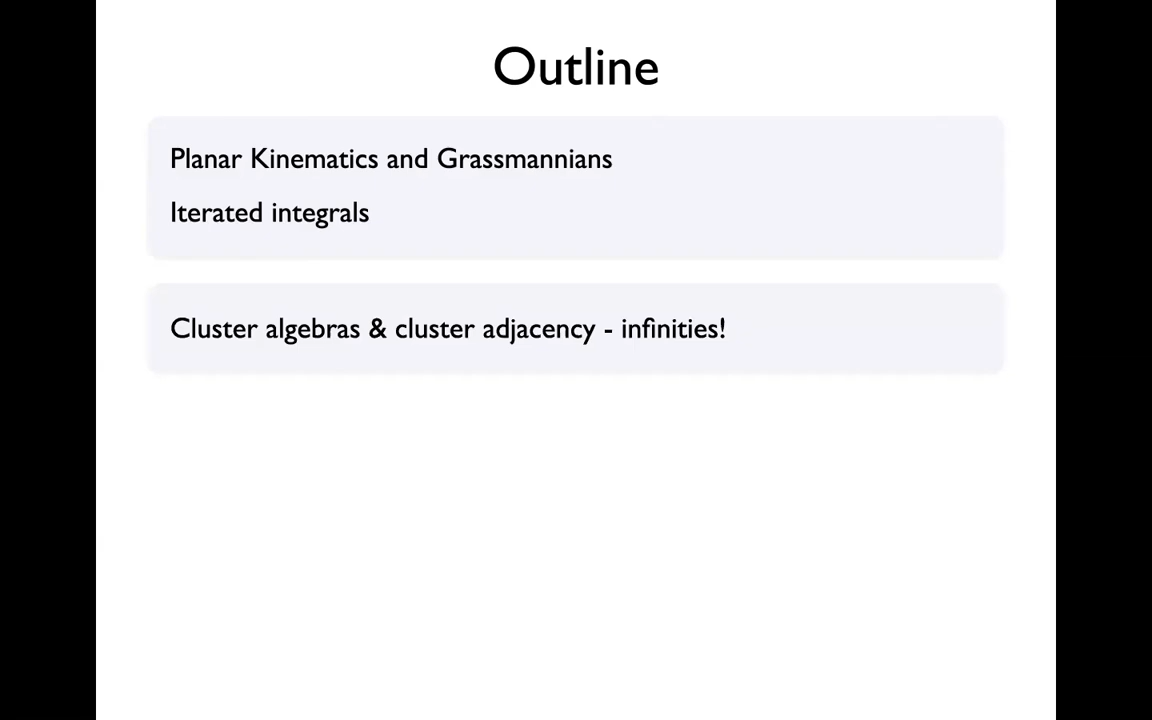 Outline
Planar Kinematics and Grassmannians
Iterated integrals
Cluster algebras & cluster adjacency - infinities!